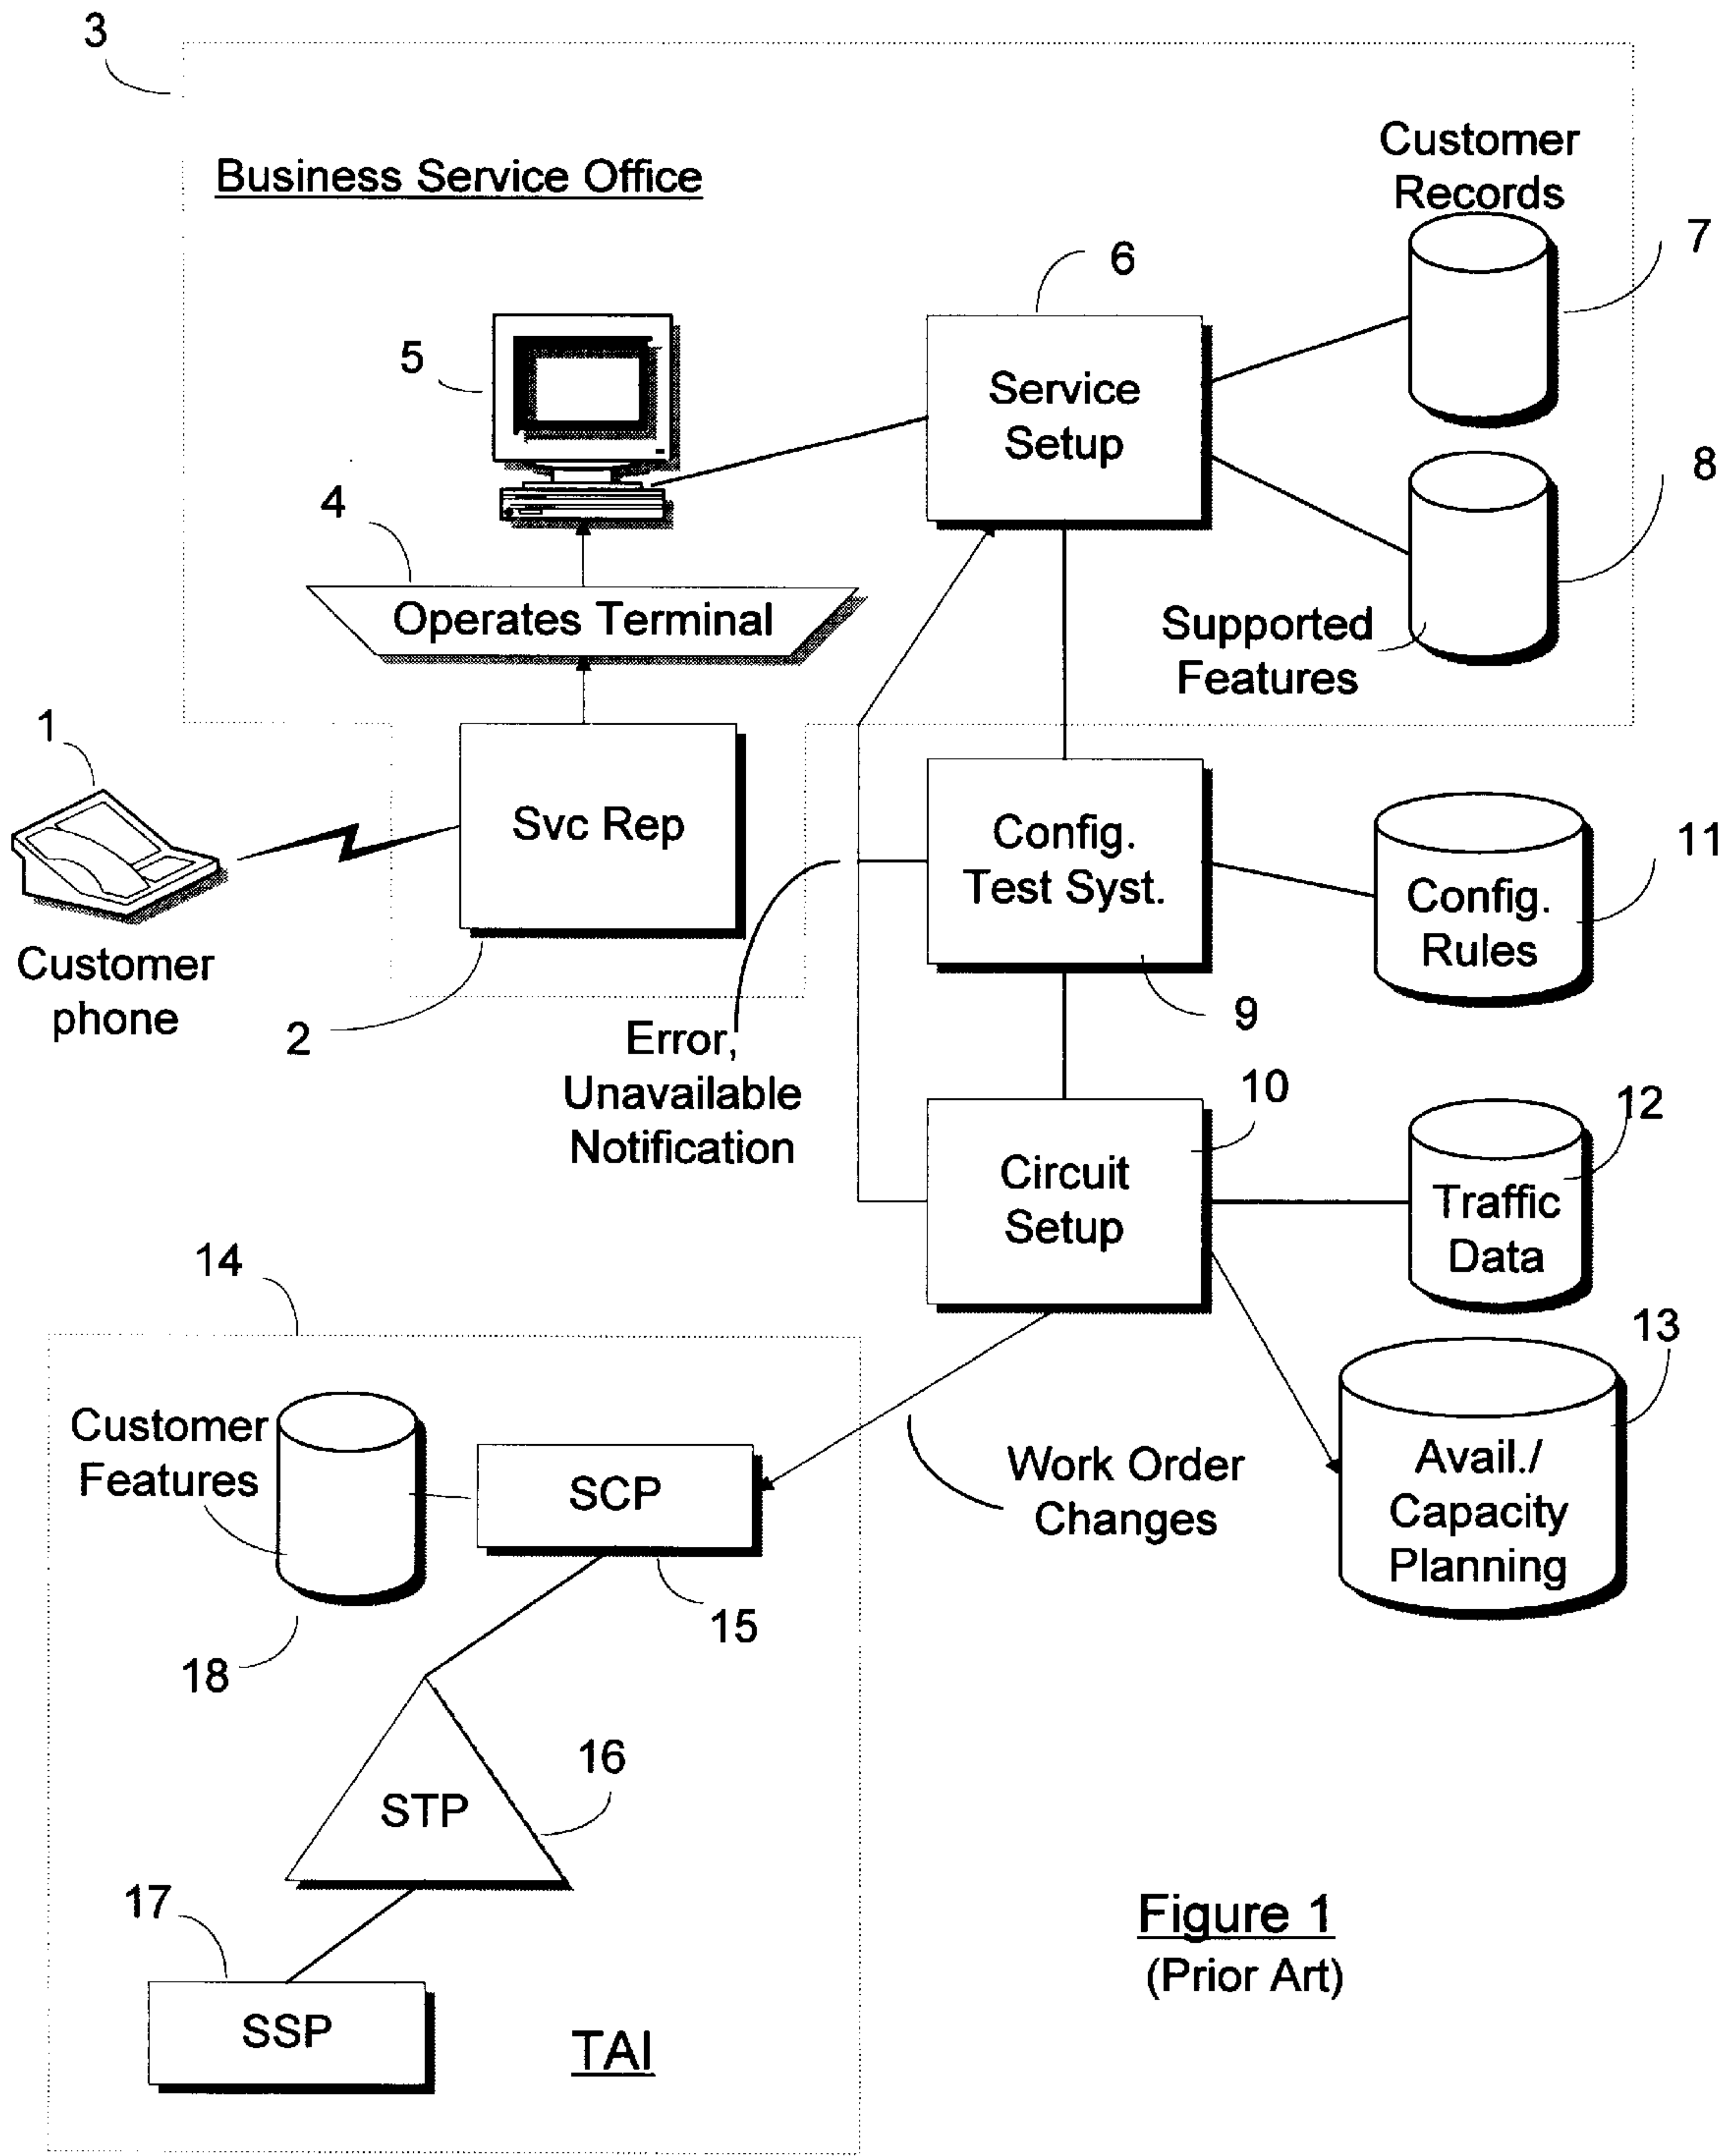 3
Business Service Office
Customer
Records
7
6
5
Service
Setup
8
4
Operates Terminal
Supported
Features
1
Svc Rep
Config.
Test Syst.
11
Config.
Rules
Customer
phone
2
9
Error,
Unavailable
Notification
10
12
Circuit
Setup
Traffic
Data
14
13
Customer
Features
SCP
Work Order
Changes
Avail./
Capacity
Planning
15
18
16
STP
17
SSP
TAI
Figure 1
(Prior Art)